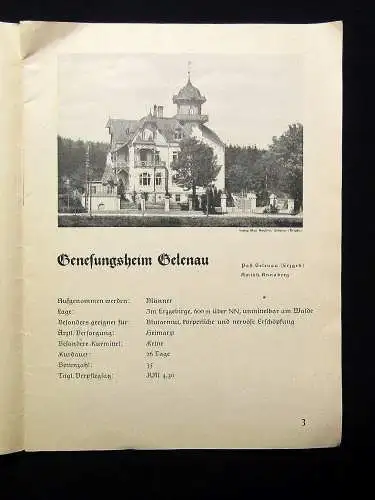 Genesungsheim Gelenau
Post Gelenau (Erzgeb)
Amtsh Annaberg
Aufgenommen werden: Männer
Lage: Im Erzgebirge, 600 m über NN, unmittelbar am Walde
Besonders geeignet für: Blutarmut, körperliche und nervöse Erschöpfung
Ärztl. Versorgung: Heimarzt
Besondere Kurmittel: Keine
Kurdauer: 26 Tage
Bettenzahl: 35
Tägl. Verpflegsatz: RM 4,30
3